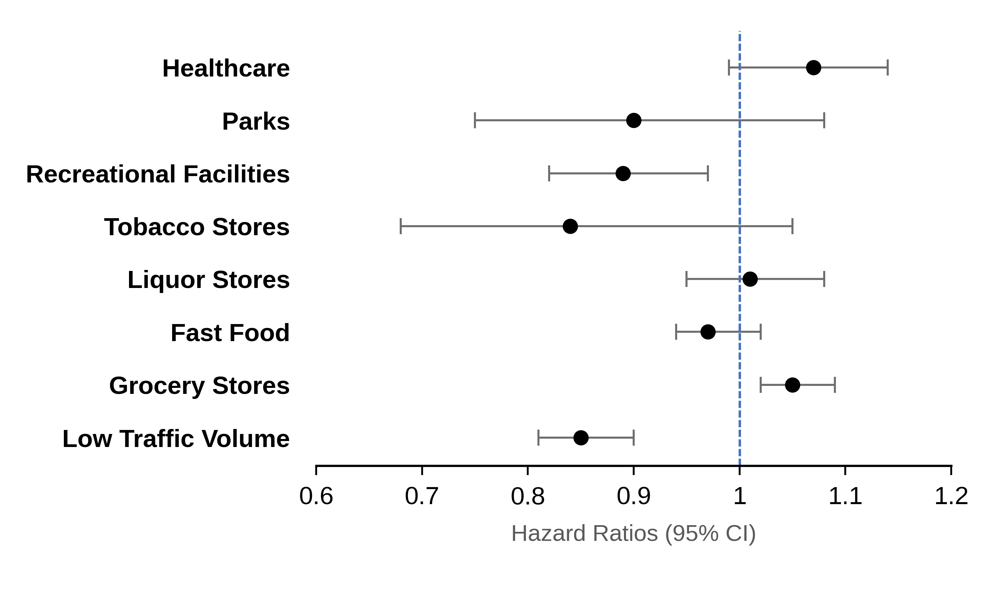 Healthcare
Parks
Recreational Facilities
Tobacco Stores
Liquor Stores
Fast Food
Grocery Stores
Low Traffic Volume
0.6 0.7 0.8 0.9 1 1.1 1.2
Hazard Ratios (95% CI)